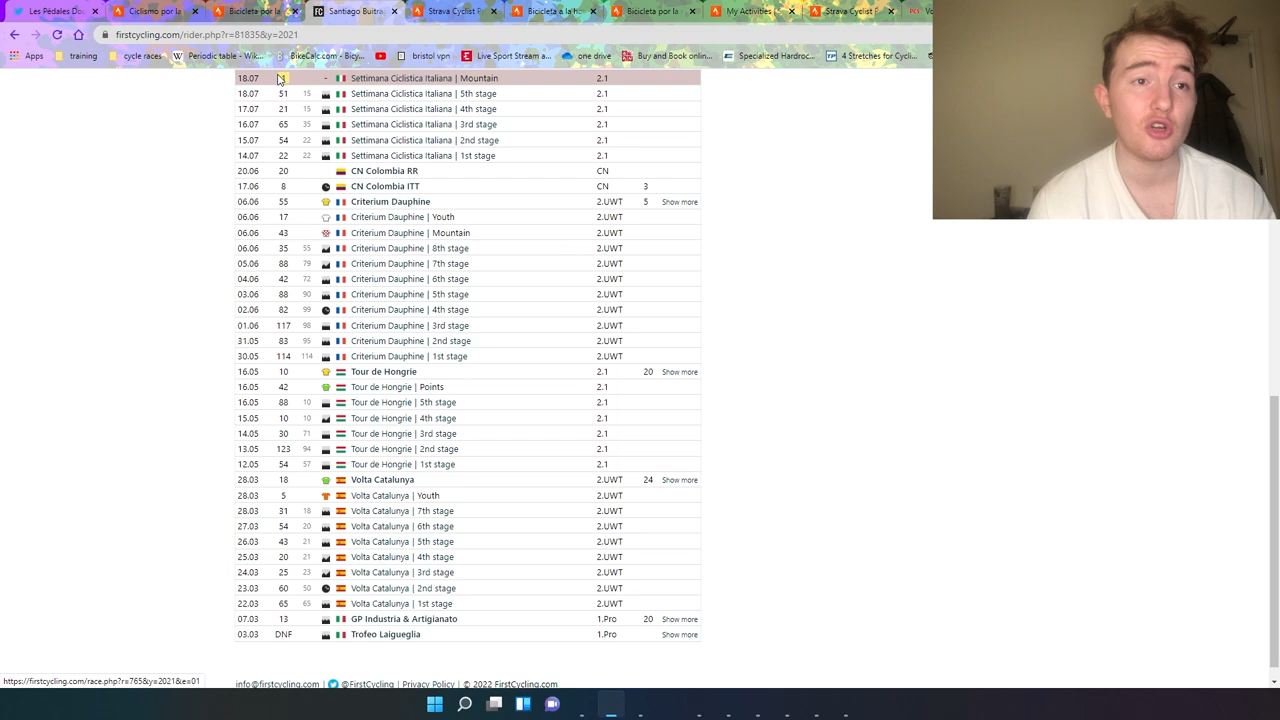 Les Pédales Do
Ciclismo por la
Bicicleta por la
Santiago Buitra
Strava Cyclist P
Bicicleta a la ho
Bicicleta por la
My Activities |
Strava Cyclist P
firstcycling.com/rider.php?r=81835&y=2021
Apps training cycle races Periodic table - Wik... BikeCalc.com - Bicy... bristol vpn Live Sport Stream a... one drive Buy and Book onlin... Specialized Hardroc... 4 Stretches for Cycli...
18.07 - Settimana Ciclistica Italiana | Mountain 2.1
18.07 51 15 Settimana Ciclistica Italiana | 5th stage 2.1
17.07 21 15 Settimana Ciclistica Italiana | 4th stage 2.1
16.07 65 35 Settimana Ciclistica Italiana | 3rd stage 2.1
15.07 54 22 Settimana Ciclistica Italiana | 2nd stage 2.1
14.07 22 22 Settimana Ciclistica Italiana | 1st stage 2.1
20.06 20 CN Colombia RR CN
17.06 8 CN Colombia ITT CN 3
06.06 55 Criterium Dauphine 2.UWT 5 Show more
06.06 17 Criterium Dauphine | Youth 2.UWT
06.06 43 Criterium Dauphine | Mountain 2.UWT
06.06 35 55 Criterium Dauphine | 8th stage 2.UWT
05.06 88 79 Criterium Dauphine | 7th stage 2.UWT
04.06 42 72 Criterium Dauphine | 6th stage 2.UWT
03.06 88 90 Criterium Dauphine | 5th stage 2.UWT
02.06 82 99 Criterium Dauphine | 4th stage 2.UWT
01.06 117 98 Criterium Dauphine | 3rd stage 2.UWT
31.05 83 95 Criterium Dauphine | 2nd stage 2.UWT
30.05 114 114 Criterium Dauphine | 1st stage 2.UWT
16.05 10 Tour de Hongrie 2.1 20 Show more
16.05 42 Tour de Hongrie | Points 2.1
16.05 88 10 Tour de Hongrie | 5th stage 2.1
15.05 10 10 Tour de Hongrie | 4th stage 2.1
14.05 30 71 Tour de Hongrie | 3rd stage 2.1
13.05 123 94 Tour de Hongrie | 2nd stage 2.1
12.05 54 57 Tour de Hongrie | 1st stage 2.1
28.03 18 Volta Catalunya 2.UWT 24 Show more
28.03 5 Volta Catalunya | Youth 2.UWT
28.03 31 18 Volta Catalunya | 7th stage 2.UWT
27.03 54 20 Volta Catalunya | 6th stage 2.UWT
26.03 43 21 Volta Catalunya | 5th stage 2.UWT
25.03 20 21 Volta Catalunya | 4th stage 2.UWT
24.03 25 23 Volta Catalunya | 3rd stage 2.UWT
23.03 60 50 Volta Catalunya | 2nd stage 2.UWT
22.03 65 65 Volta Catalunya | 1st stage 2.UWT
07.03 13 GP Industria & Artigianato 1.Pro 20 Show more
03.03 DNF Trofeo Laigueglia 1.Pro Show more
https://firstcycling.com/race.php?r=765&y=2021&e=01
info@firstcycling.com | @FirstCycling | Privacy Policy | © 2022 FirstCycling.com